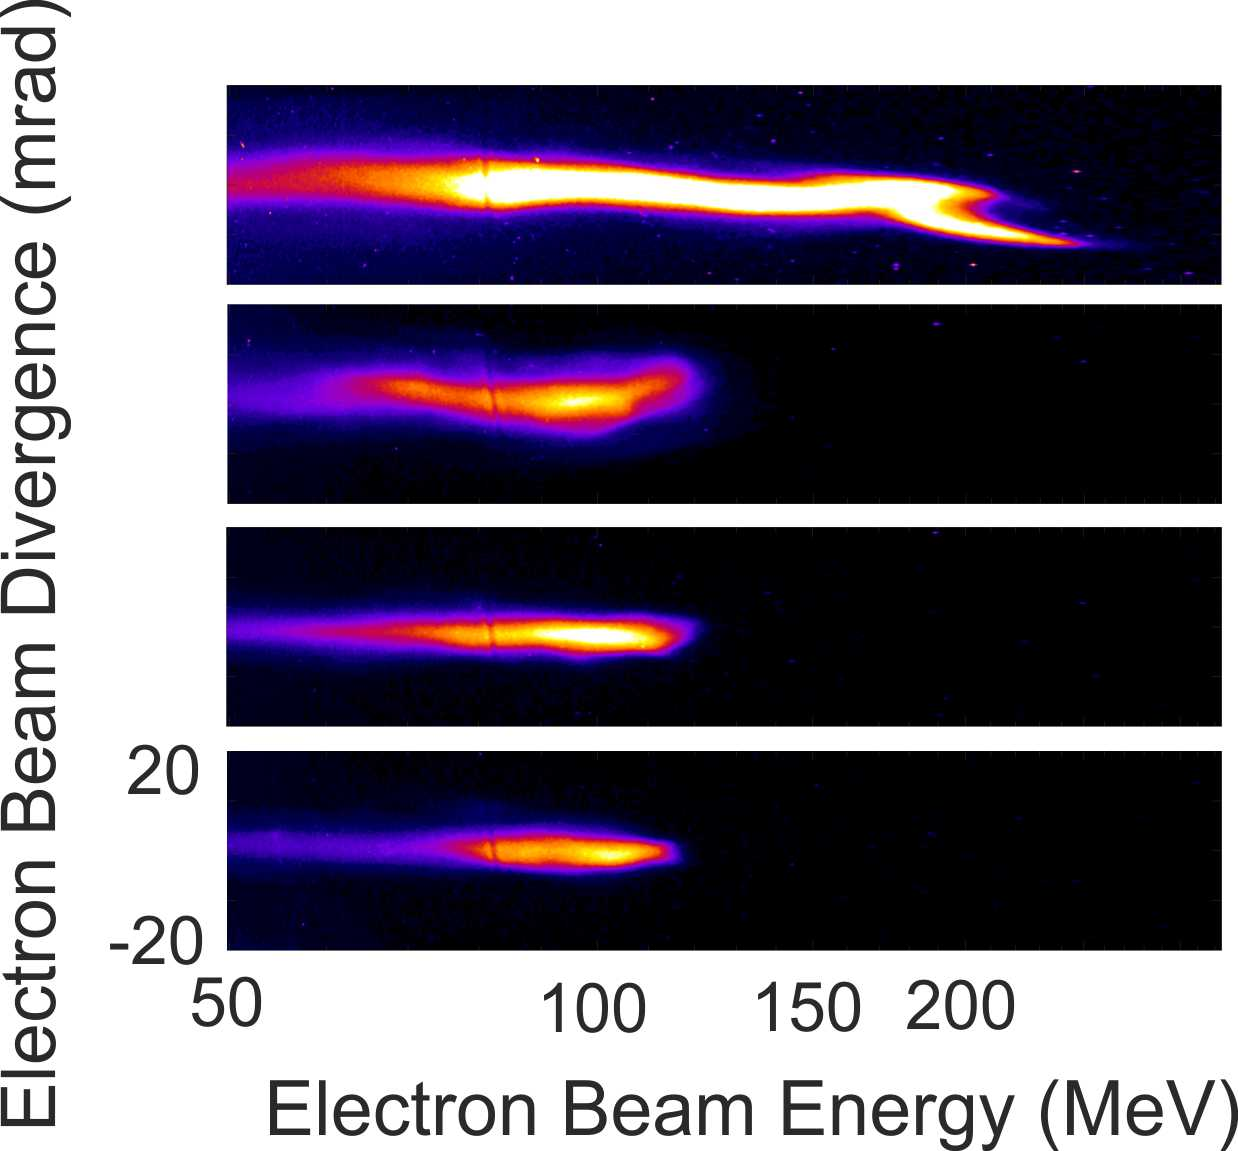 Electron Beam Divergence (mrad)
20
-20
50 100 150 200
Electron Beam Energy (MeV)